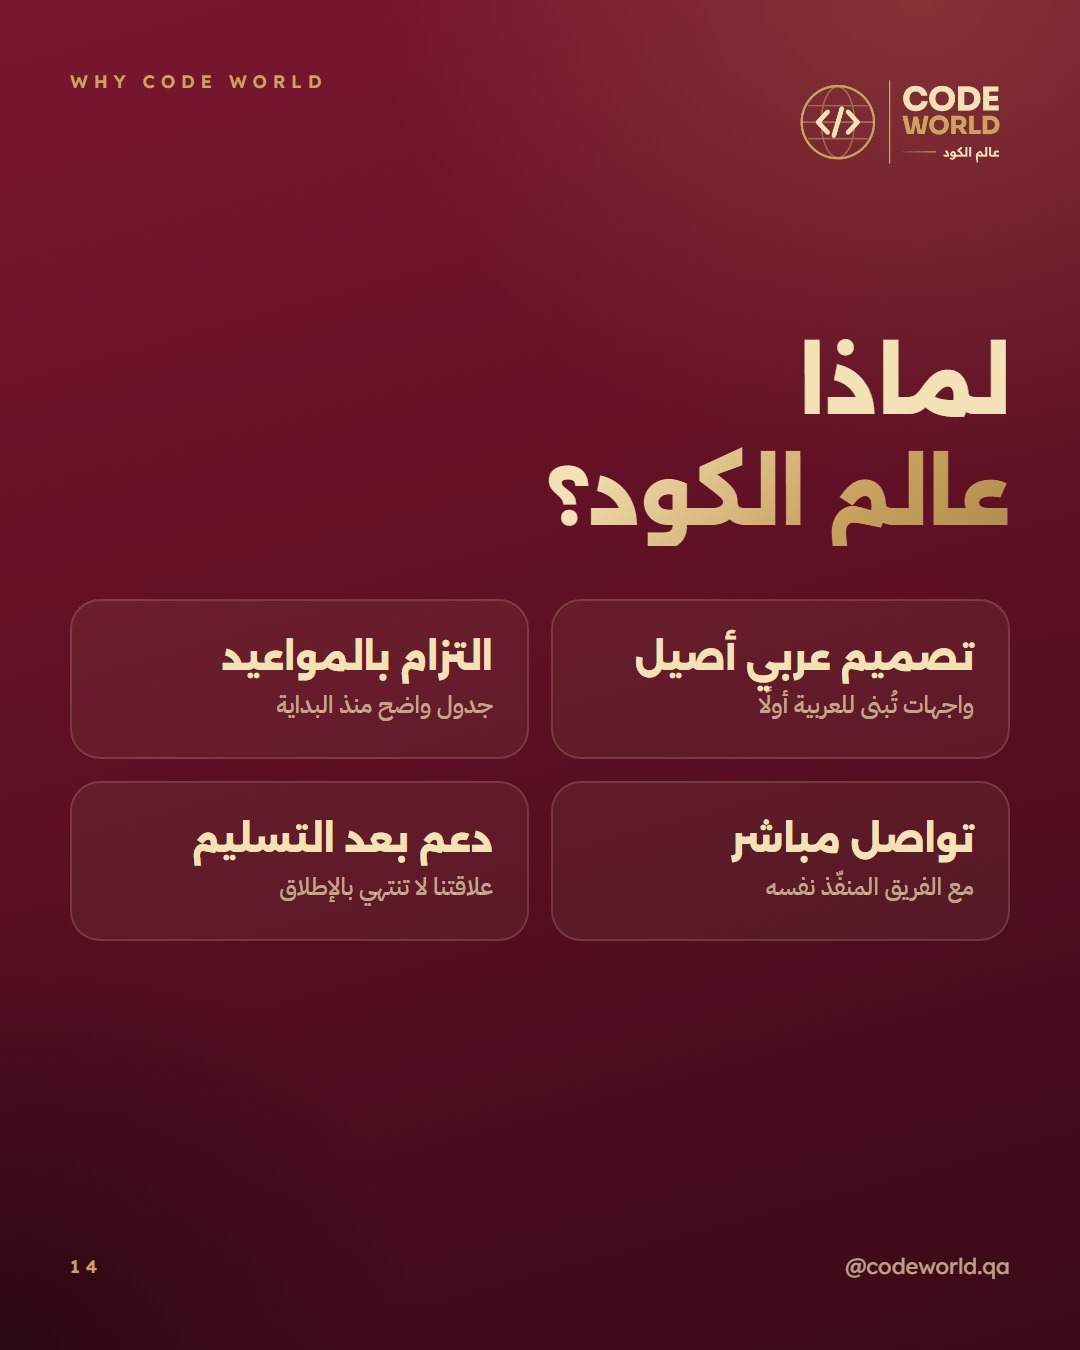 WHY CODE WORLD
CODE
WORLD
عالم الكود
لماذا
عالم الكود؟
تصميم عربي أصيل
واجهات تُبنى للعربية أولًا
التزام بالمواعيد
جدول واضح منذ البداية
تواصل مباشر
مع الفريق المنفّذ نفسه
دعم بعد التسليم
علاقتنا لا تنتهي بالإطلاق
14
@codeworld.qa